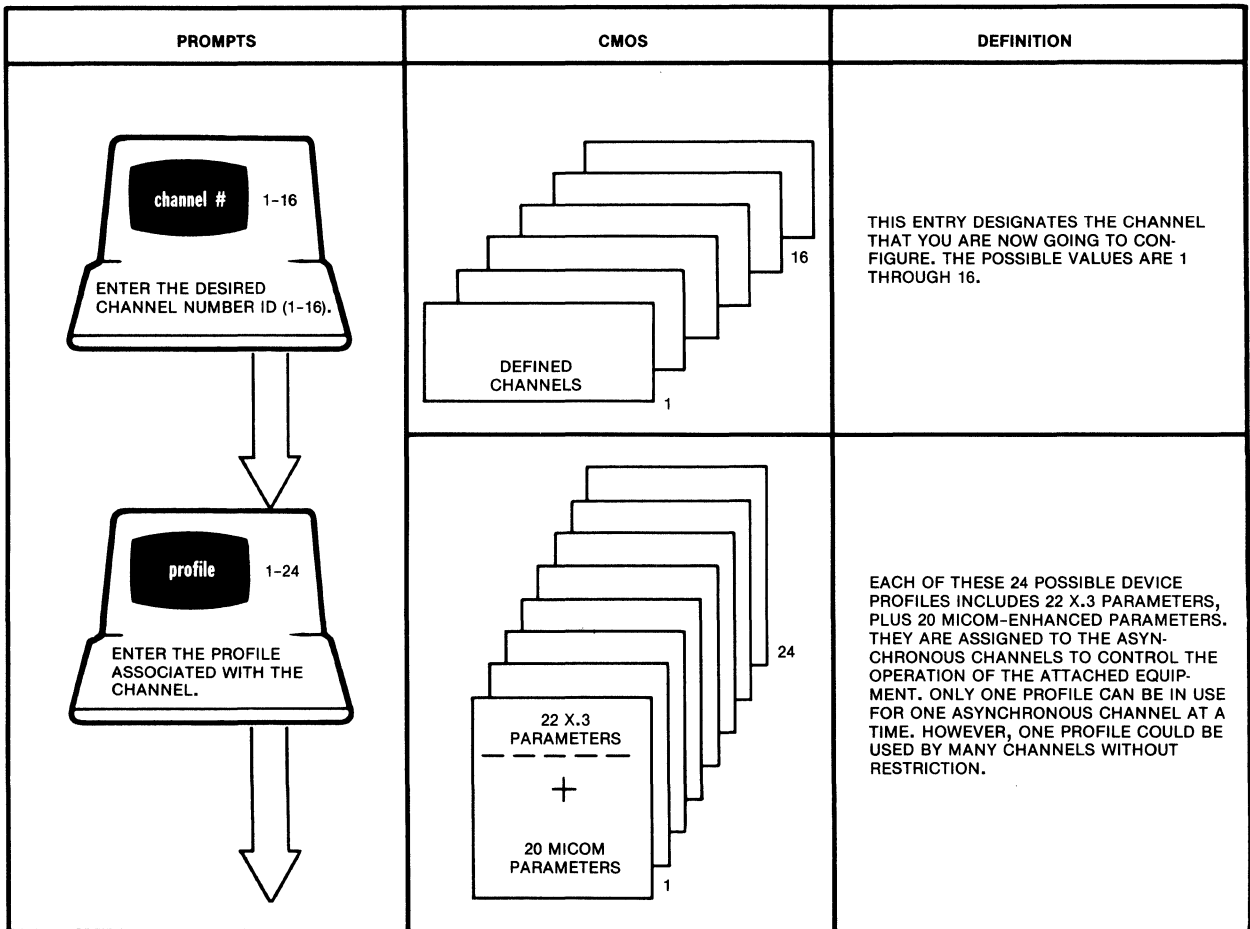 PROMPTS
CMOS
DEFINITION
channel #
1-16
ENTER THE DESIRED
CHANNEL NUMBER ID (1-16).
16
DEFINED
CHANNELS
1
THIS ENTRY DESIGNATES THE CHANNEL
THAT YOU ARE NOW GOING TO CON-
FIGURE. THE POSSIBLE VALUES ARE 1
THROUGH 16.
profile
1-24
ENTER THE PROFILE
ASSOCIATED WITH THE
CHANNEL.
24
22 X.3
PARAMETERS
+
20 MICOM
PARAMETERS
1
EACH OF THESE 24 POSSIBLE DEVICE
PROFILES INCLUDES 22 X.3 PARAMETERS,
PLUS 20 MICOM-ENHANCED PARAMETERS.
THEY ARE ASSIGNED TO THE ASYN-
CHRONOUS CHANNELS TO CONTROL THE
OPERATION OF THE ATTACHED EQUIP-
MENT. ONLY ONE PROFILE CAN BE IN USE
FOR ONE ASYNCHRONOUS CHANNEL AT A
TIME. HOWEVER, ONE PROFILE COULD BE
USED BY MANY CHANNELS WITHOUT
RESTRICTION.